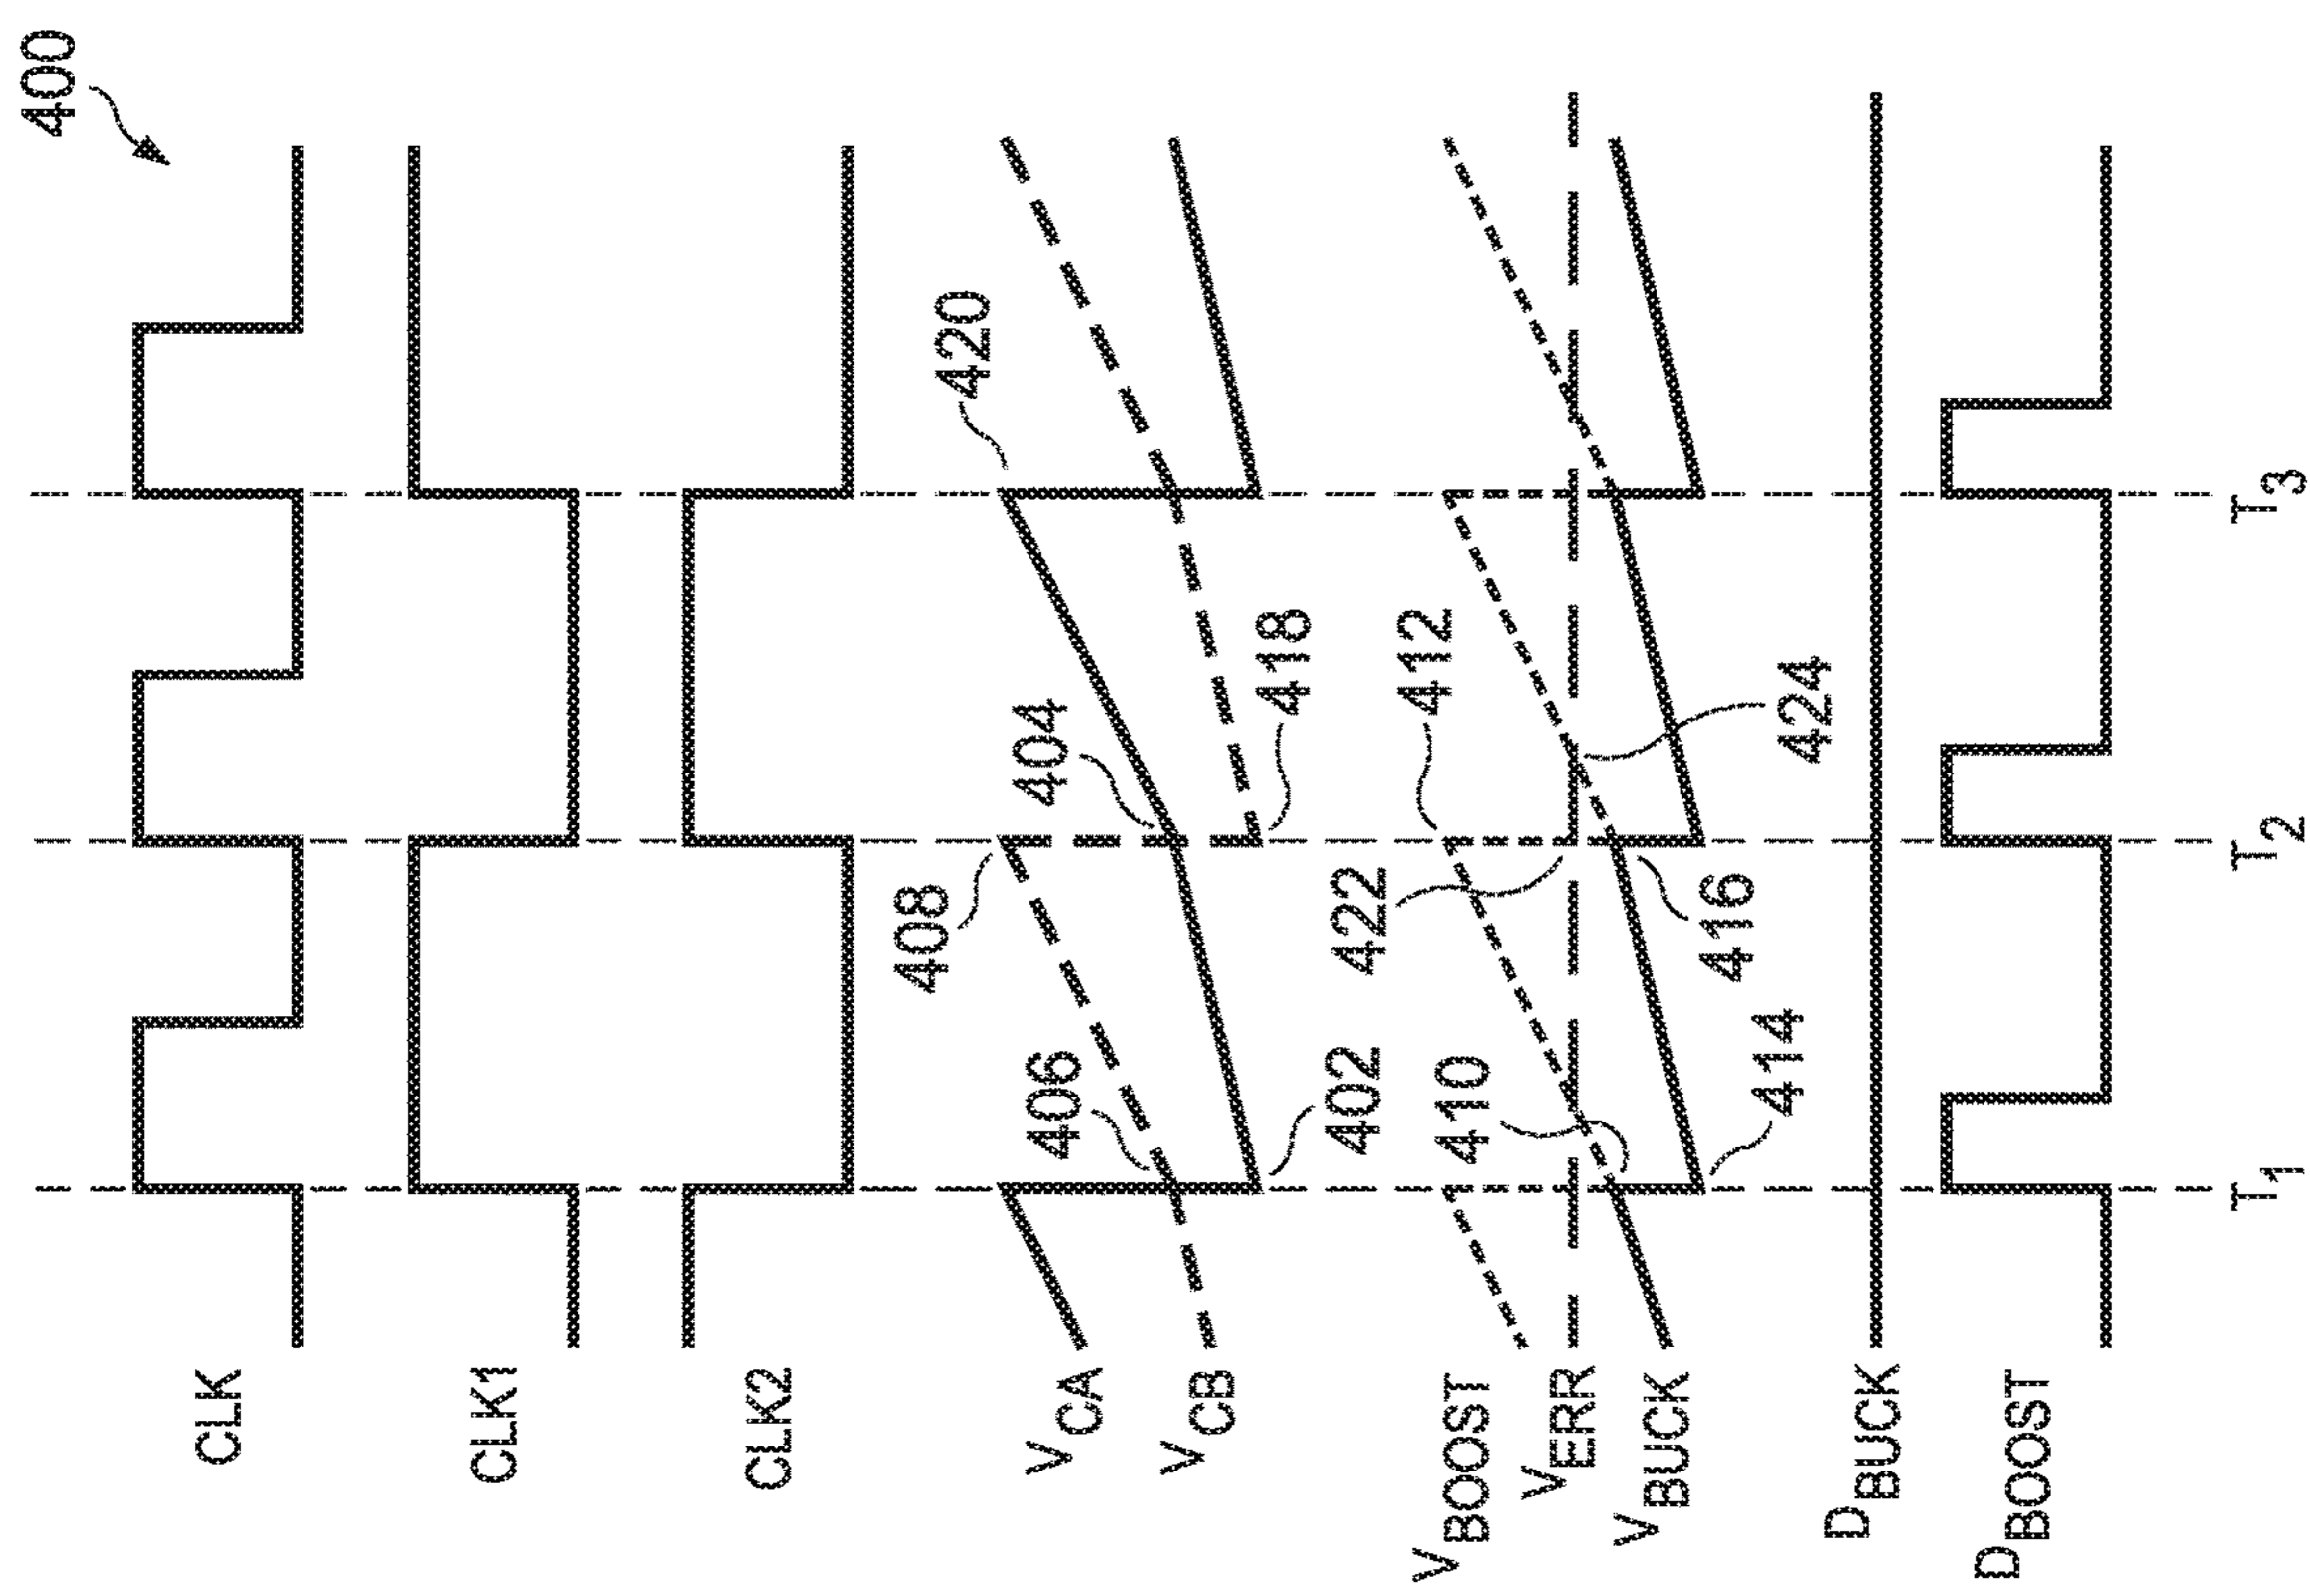 400
CLK
CLK1
CLK2
420
408
404
406
VCA
VCB
418
402
412
422
410
VBOOST
VERR
VBUCK
424
416
414
DBUCK
DBOOST
T1
T2
T3